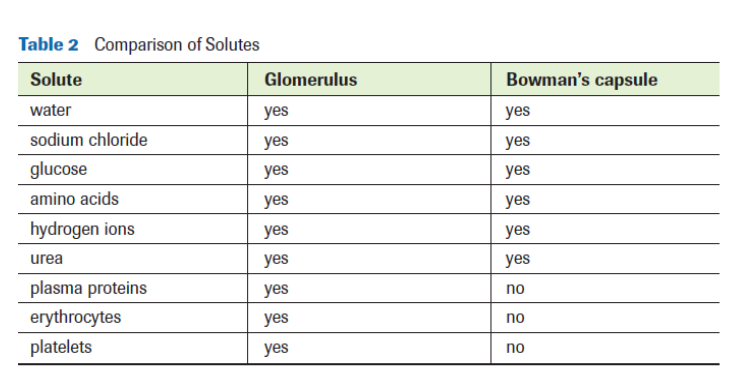 Table 2 Comparison of Solutes
Solute Glomerulus Bowman's capsule
water yes yes
sodium chloride yes yes
glucose yes yes
amino acids yes yes
hydrogen ions yes yes
urea yes yes
plasma proteins yes no
erythrocytes yes no
platelets yes no